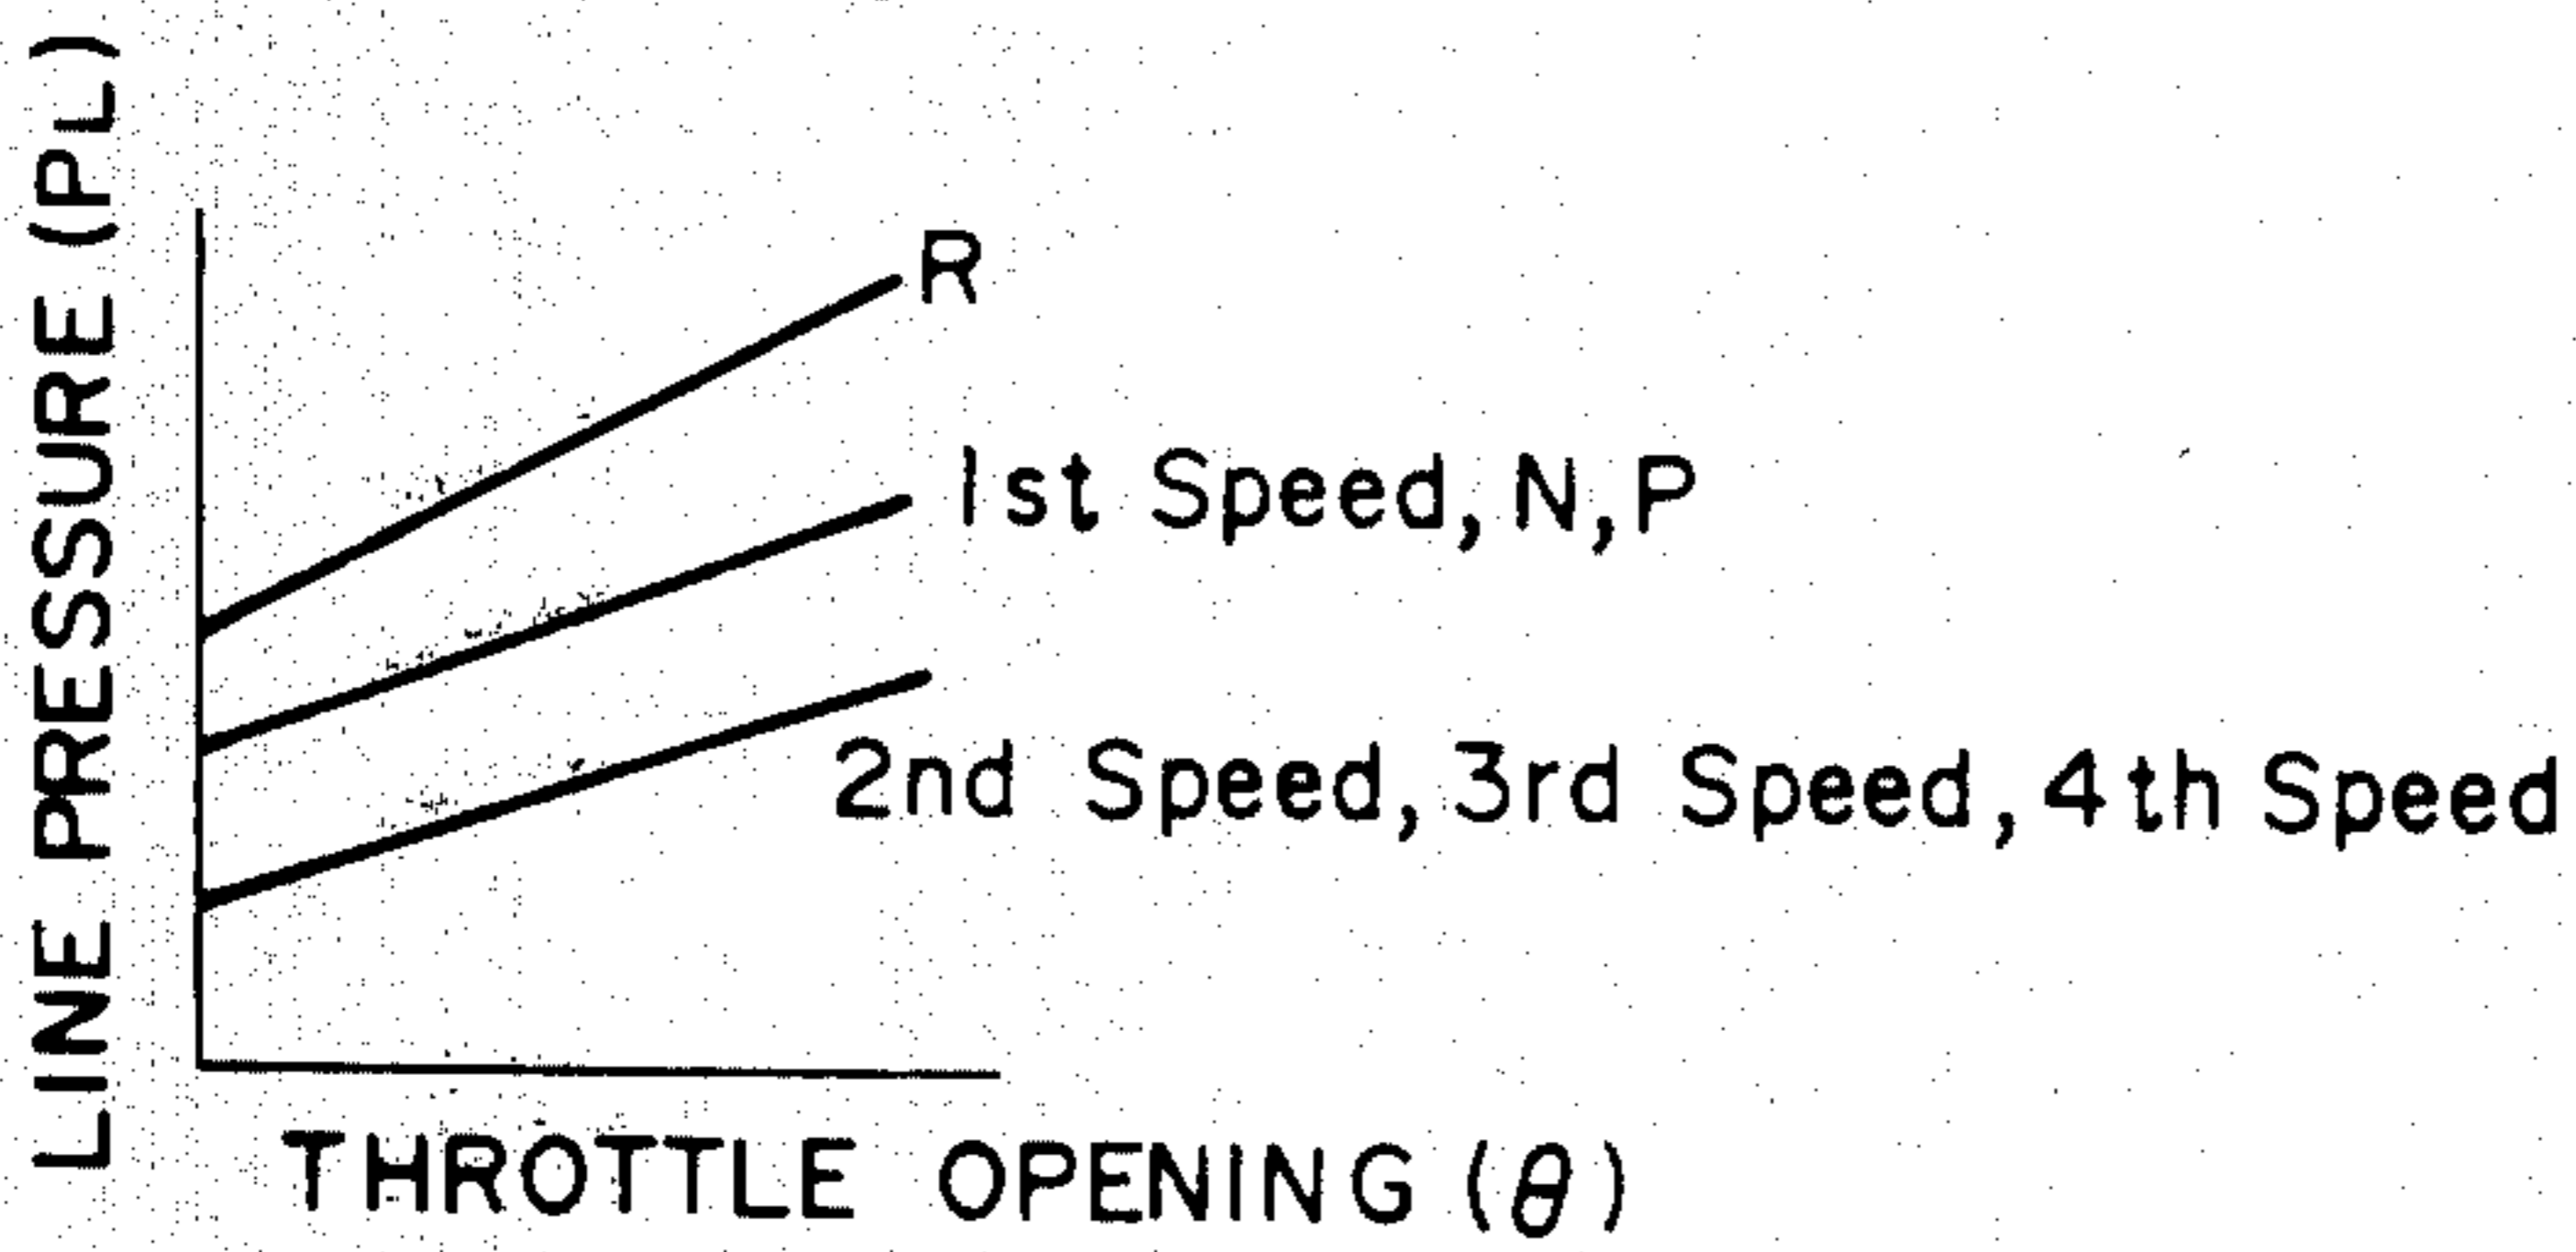 LINE PRESSURE (PL)
R
1st Speed, N, P
2nd Speed, 3rd Speed, 4th Speed
THROTTLE OPENING (θ)